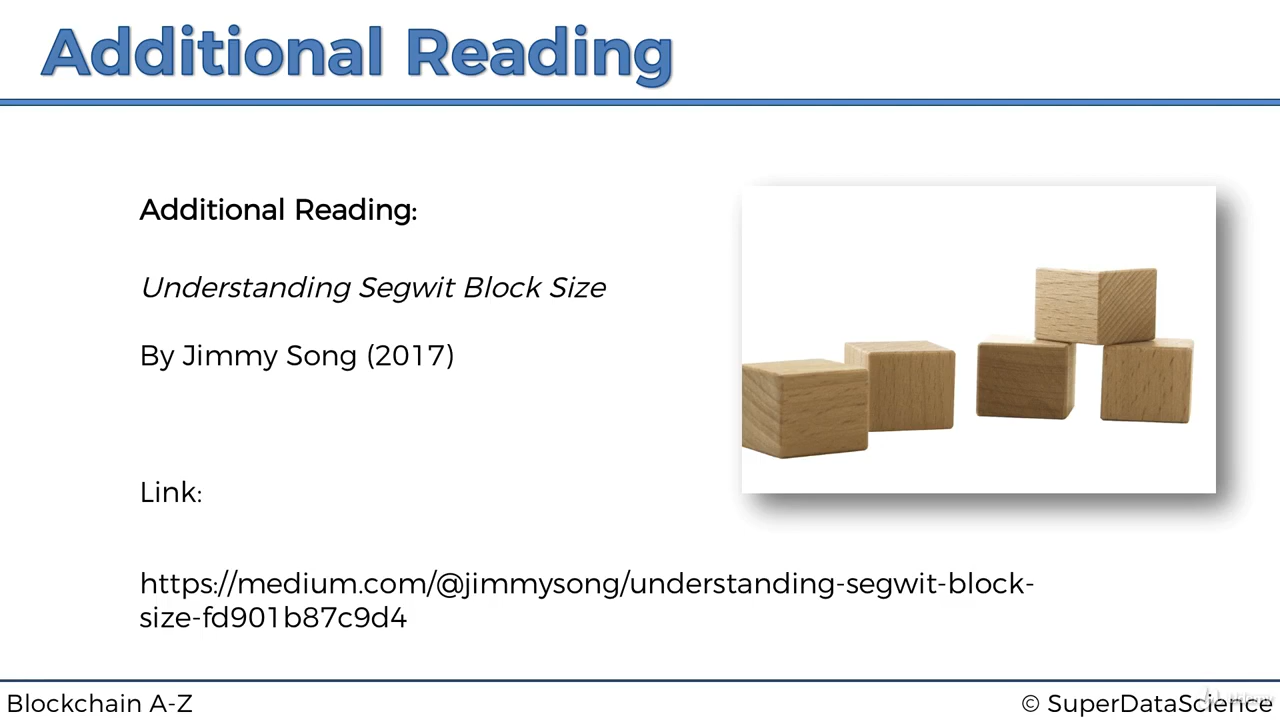 Additional Reading
Additional Reading:
Understanding Segwit Block Size
By Jimmy Song (2017)
Link:
https://medium.com/@jimmysong/understanding-segwit-block-
size-fd901b87c9d4
Blockchain A-Z
© SuperDataScience